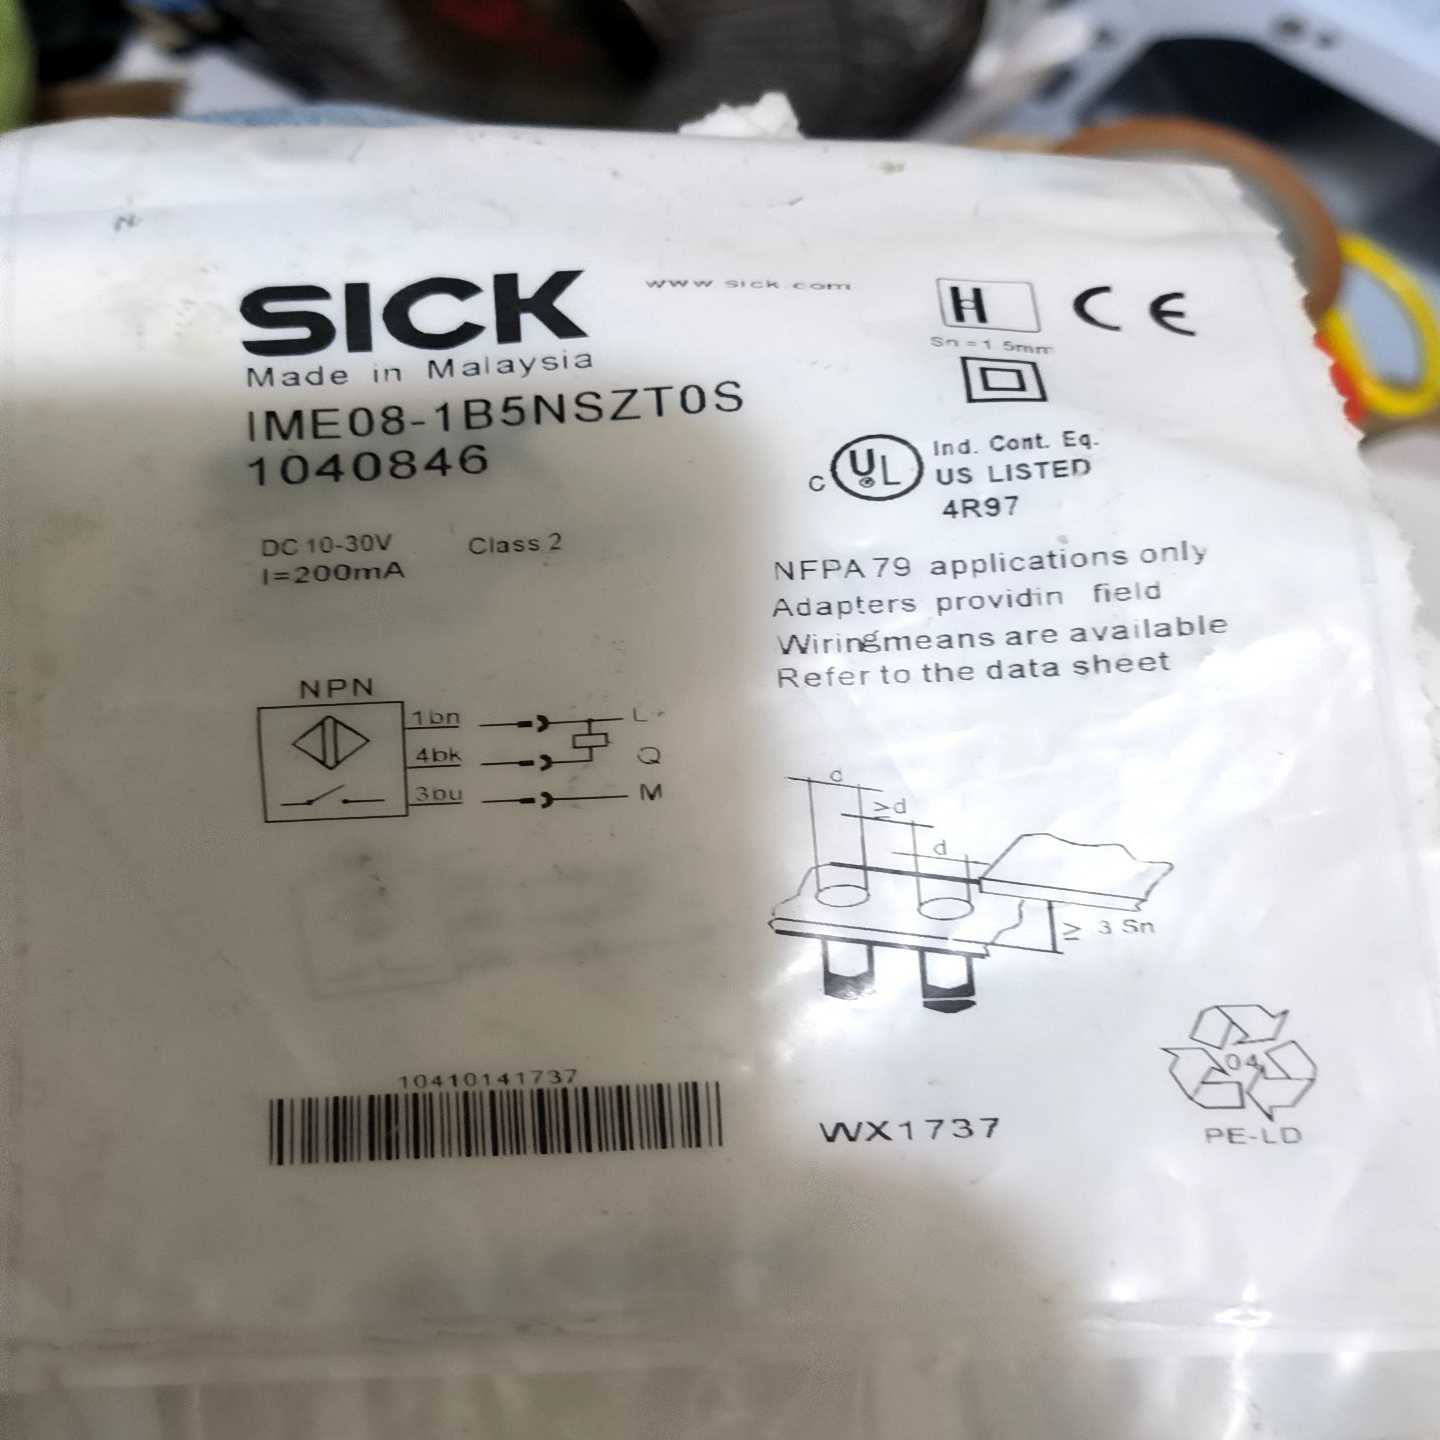 SICK
www.sick.com
Made in Malaysia
IME08-1B5NSZT0S
1040846
H
CE
Sn=1.5mm
c UL Ind. Cont. Eq.
US LISTED
4R97
DC 10-30V Class 2
I=200mA
NFPA 79 applications only
Adapters providin field
Wiringmeans are available
Refer to the data sheet
NPN
1bn L+
4bk Q
3bu M
d
≥d
d
≥ 3 Sn
10410141737
WX1737
04
PE-LD